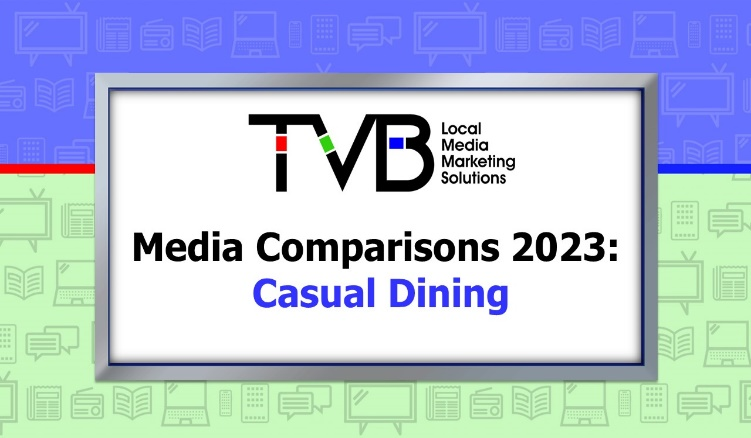 TVB
Local
Media
Marketing
Solutions
Media Comparisons 2023:
Casual Dining